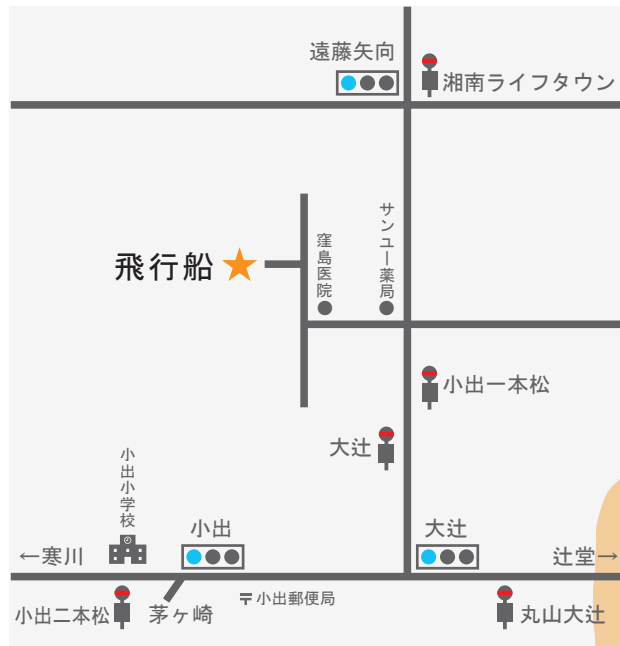 遠藤矢向
湘南ライフタウン
サンユー薬局
窪島医院
飛行船
小出一本松
大辻
小出小学校
小出
大辻
←寒川
辻堂→
小出二本松
茅ヶ崎
〒小出郵便局
丸山大辻